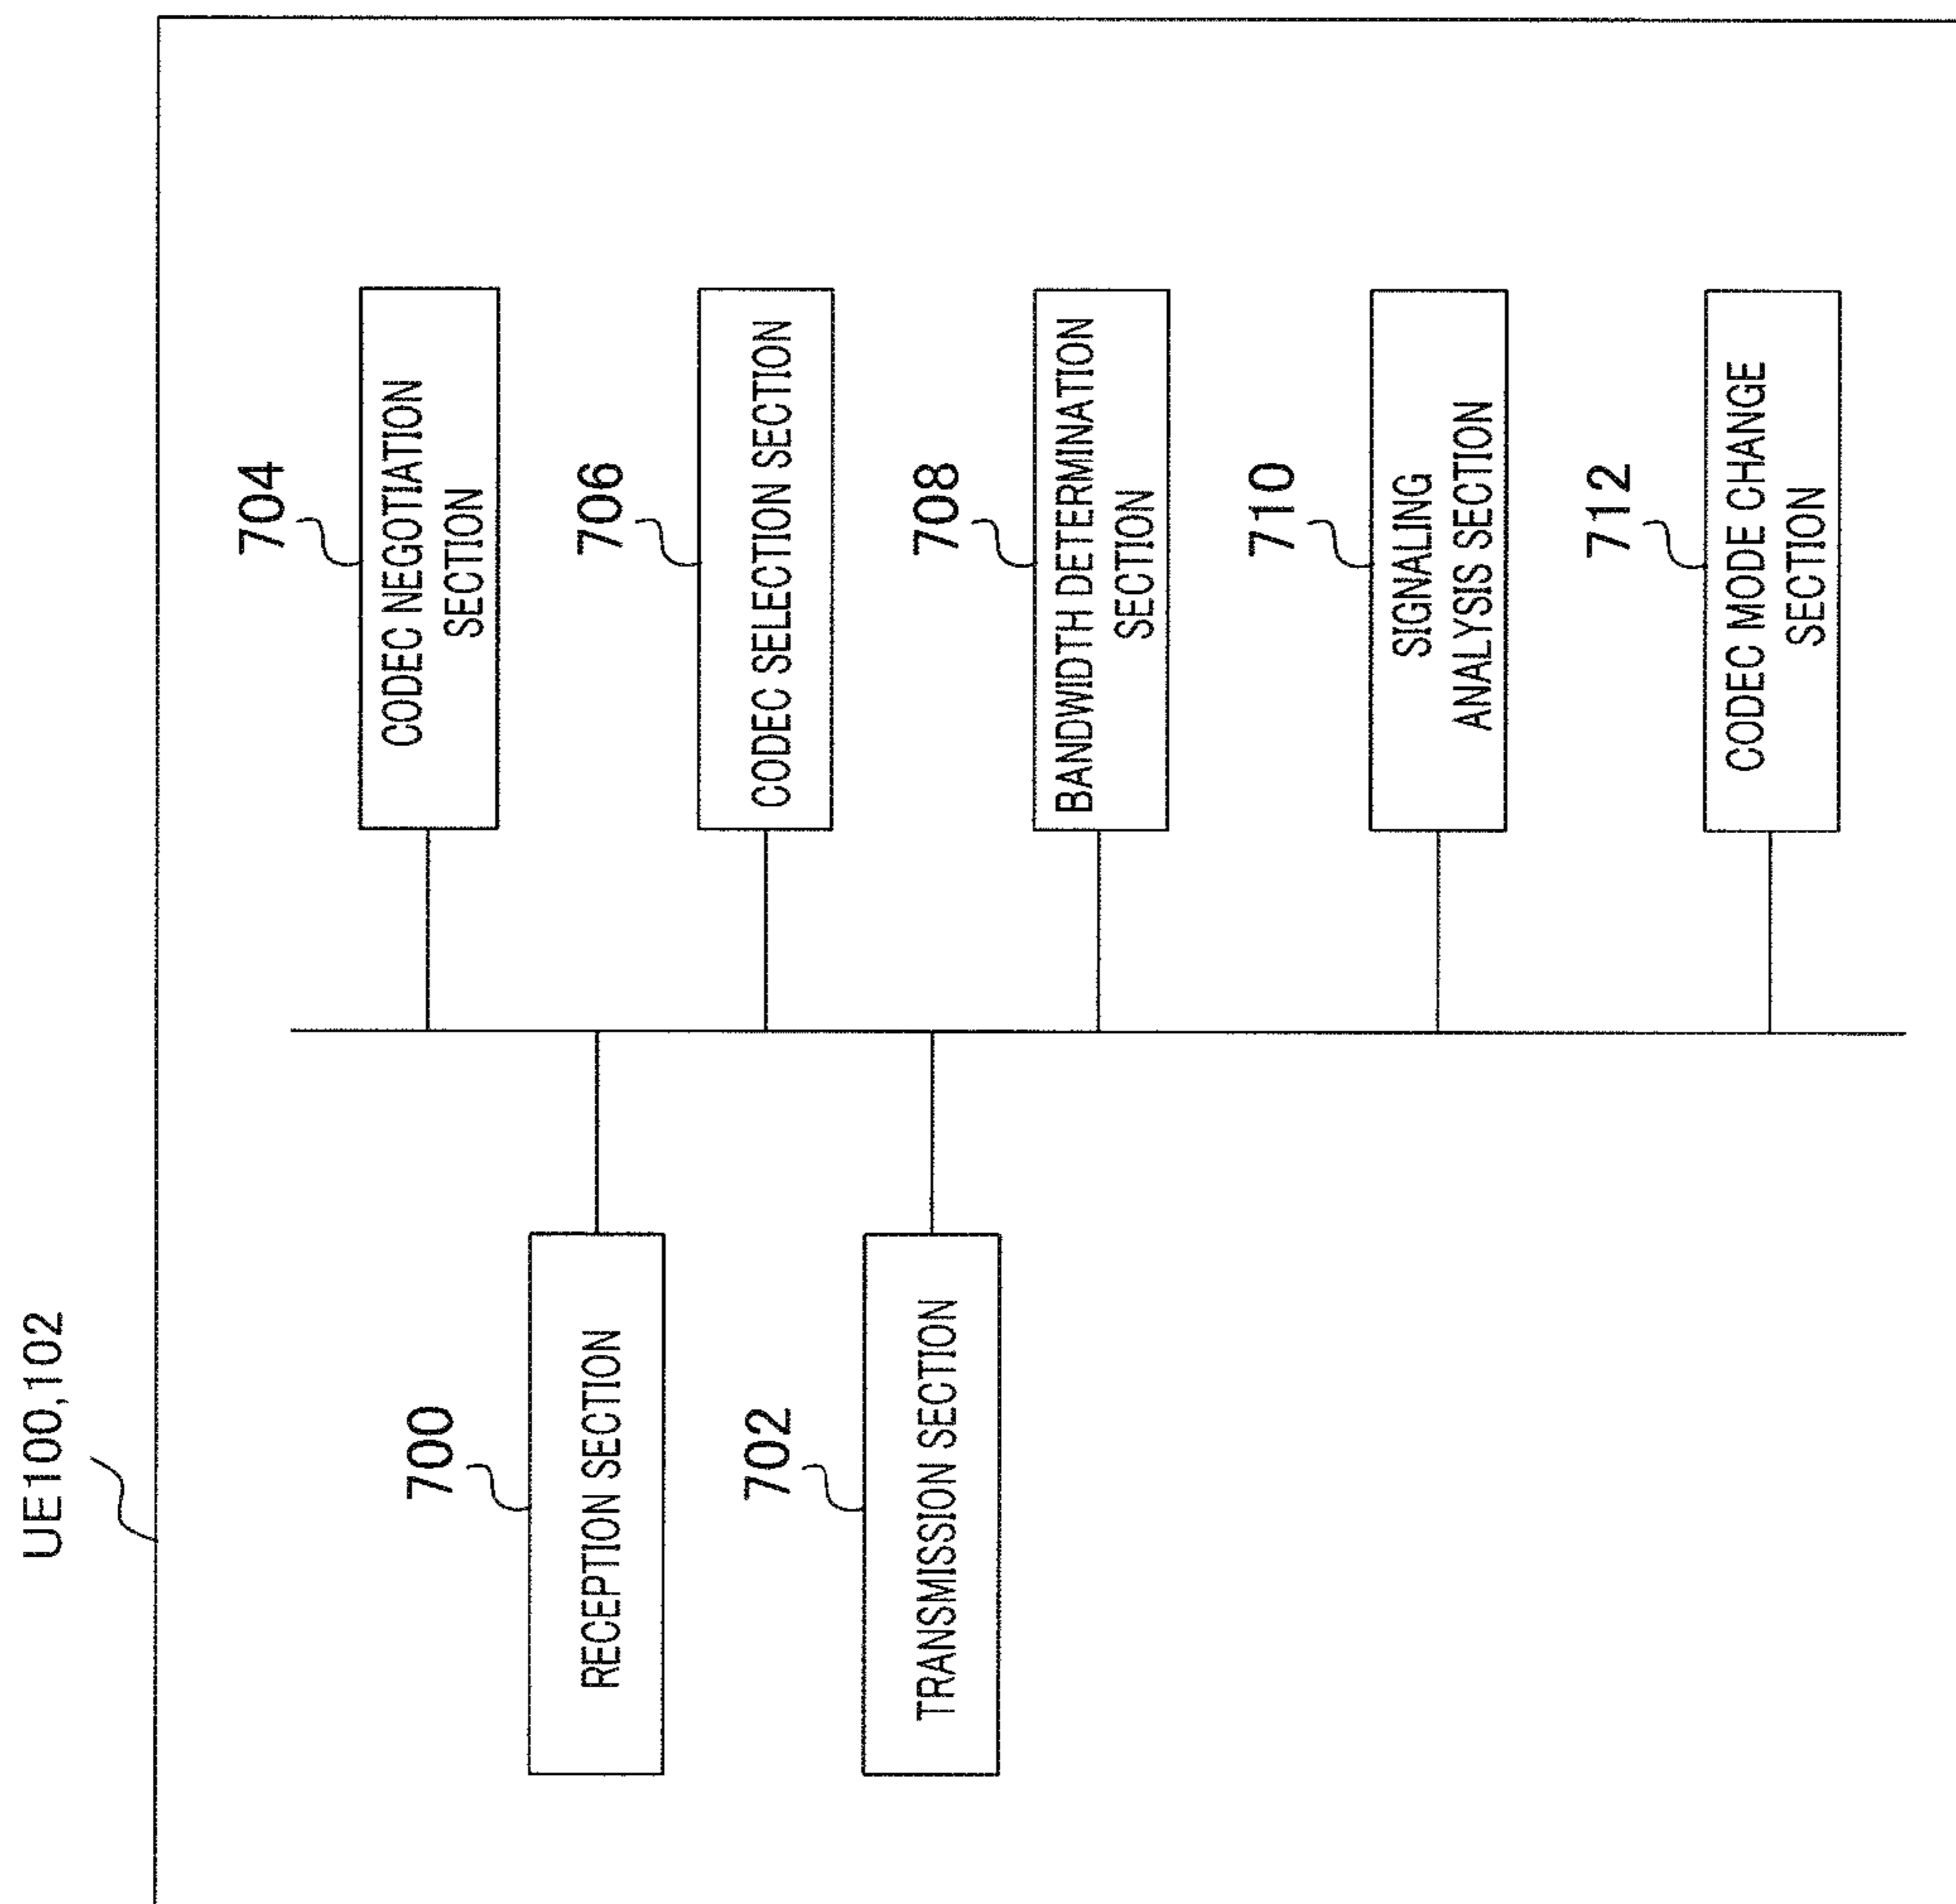 UE100,102
700
RECEPTION SECTION
702
TRANSMISSION SECTION
704
CODEC NEGOTIATION
SECTION
706
CODEC SELECTION SECTION
708
BANDWIDTH DETERMINATION
SECTION
710
SIGNALING
ANALYSIS SECTION
712
CODEC MODE CHANGE
SECTION